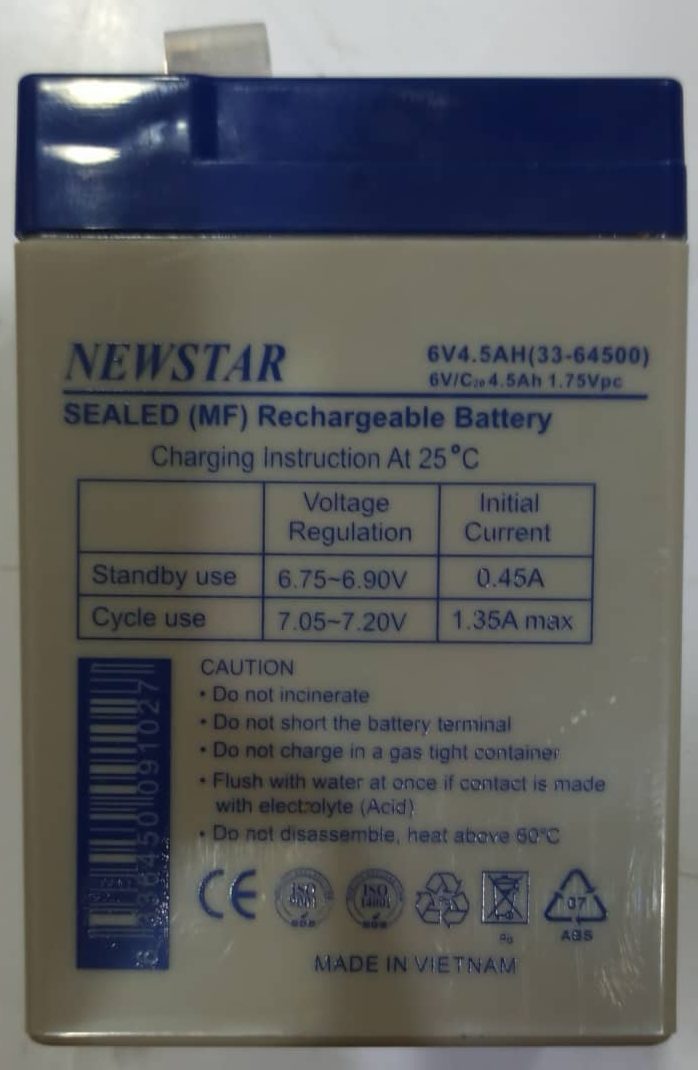 NEWSTAR
6V4.5AH(33-64500)
6V/C₂₀ 4.5Ah 1.75Vpc
SEALED (MF) Rechargeable Battery
Charging Instruction At 25°C
Voltage Regulation Initial Current
Standby use 6.75~6.90V 0.45A
Cycle use 7.05~7.20V 1.35A max
CAUTION
• Do not incinerate
• Do not short the battery terminal
• Do not charge in a gas tight container
• Flush with water at once if contact is made
with electrolyte (Acid)
• Do not disassemble, heat above 60°C
CE
ISO
ISO
Pb
07
ABS
MADE IN VIETNAM